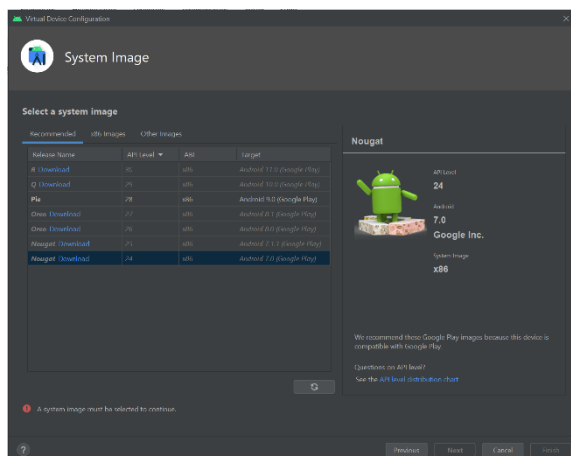 Virtual Device Configuration
System Image
Select a system image
Recommended x86 Images Other Images
Release Name API Level ABI Target
R Download 30 x86 Android 11.0 (Google Play)
Q Download 29 x86 Android 10.0 (Google Play)
Pie 28 x86 Android 9.0 (Google Play)
Oreo Download 27 x86 Android 8.1 (Google Play)
Oreo Download 26 x86 Android 8.0 (Google Play)
Nougat Download 25 x86 Android 7.1.1 (Google Play)
Nougat Download 24 x86 Android 7.0 (Google Play)
Nougat
API Level
24
Android
7.0
Google Inc.
System Image
x86
We recommend these Google Play images because this device is
compatible with Google Play.
Questions on API level?
See the API level distribution chart
A system image must be selected to continue.
? Previous Next Cancel Finish